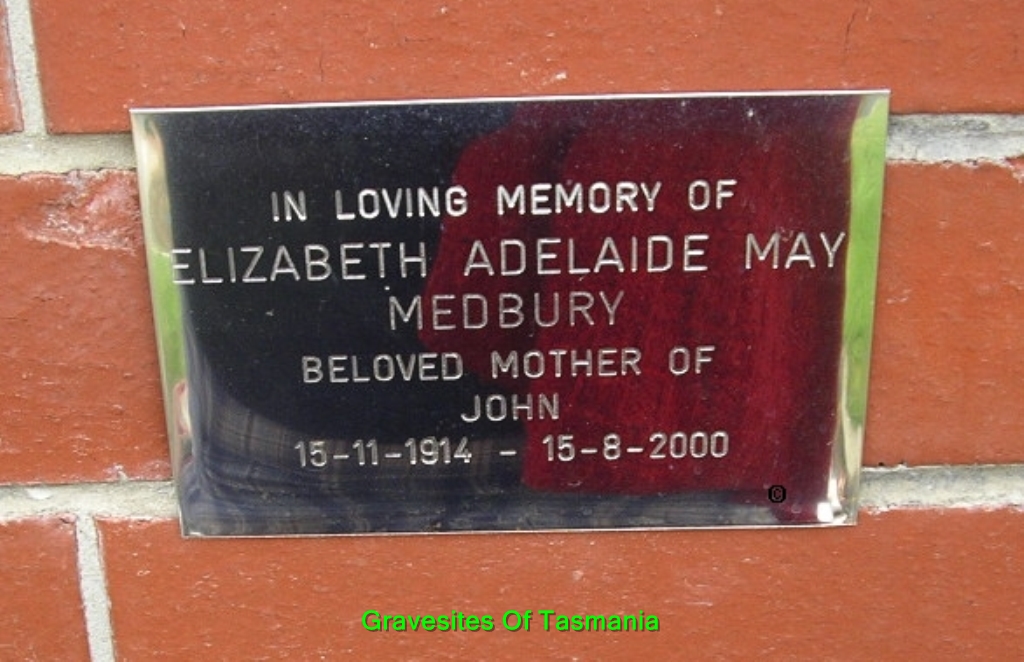 IN LOVING MEMORY OF
ELIZABETH ADELAIDE MAY
MEDBURY
BELOVED MOTHER OF
JOHN
15-11-1914 - 15-8-2000
©
Gravesites Of Tasmania